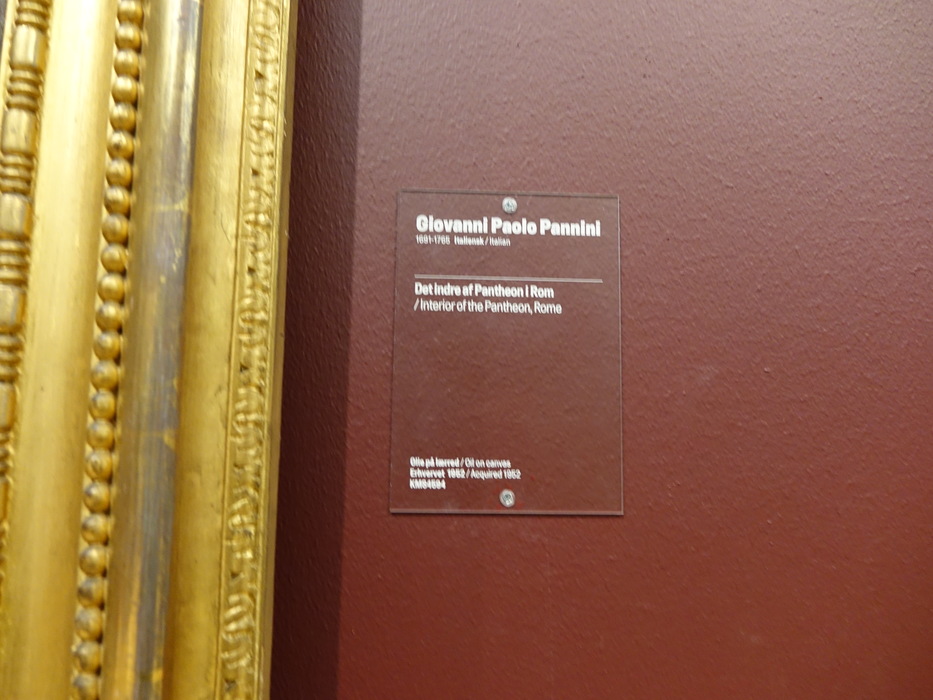 Giovanni Paolo Pannini
1691-1765 Italiensk / Italian
Det indre af Pantheon i Rom
/ Interior of the Pantheon, Rome
Olie på lærred / Oil on canvas
Erhvervet 1952 / Acquired 1952
KMS4594